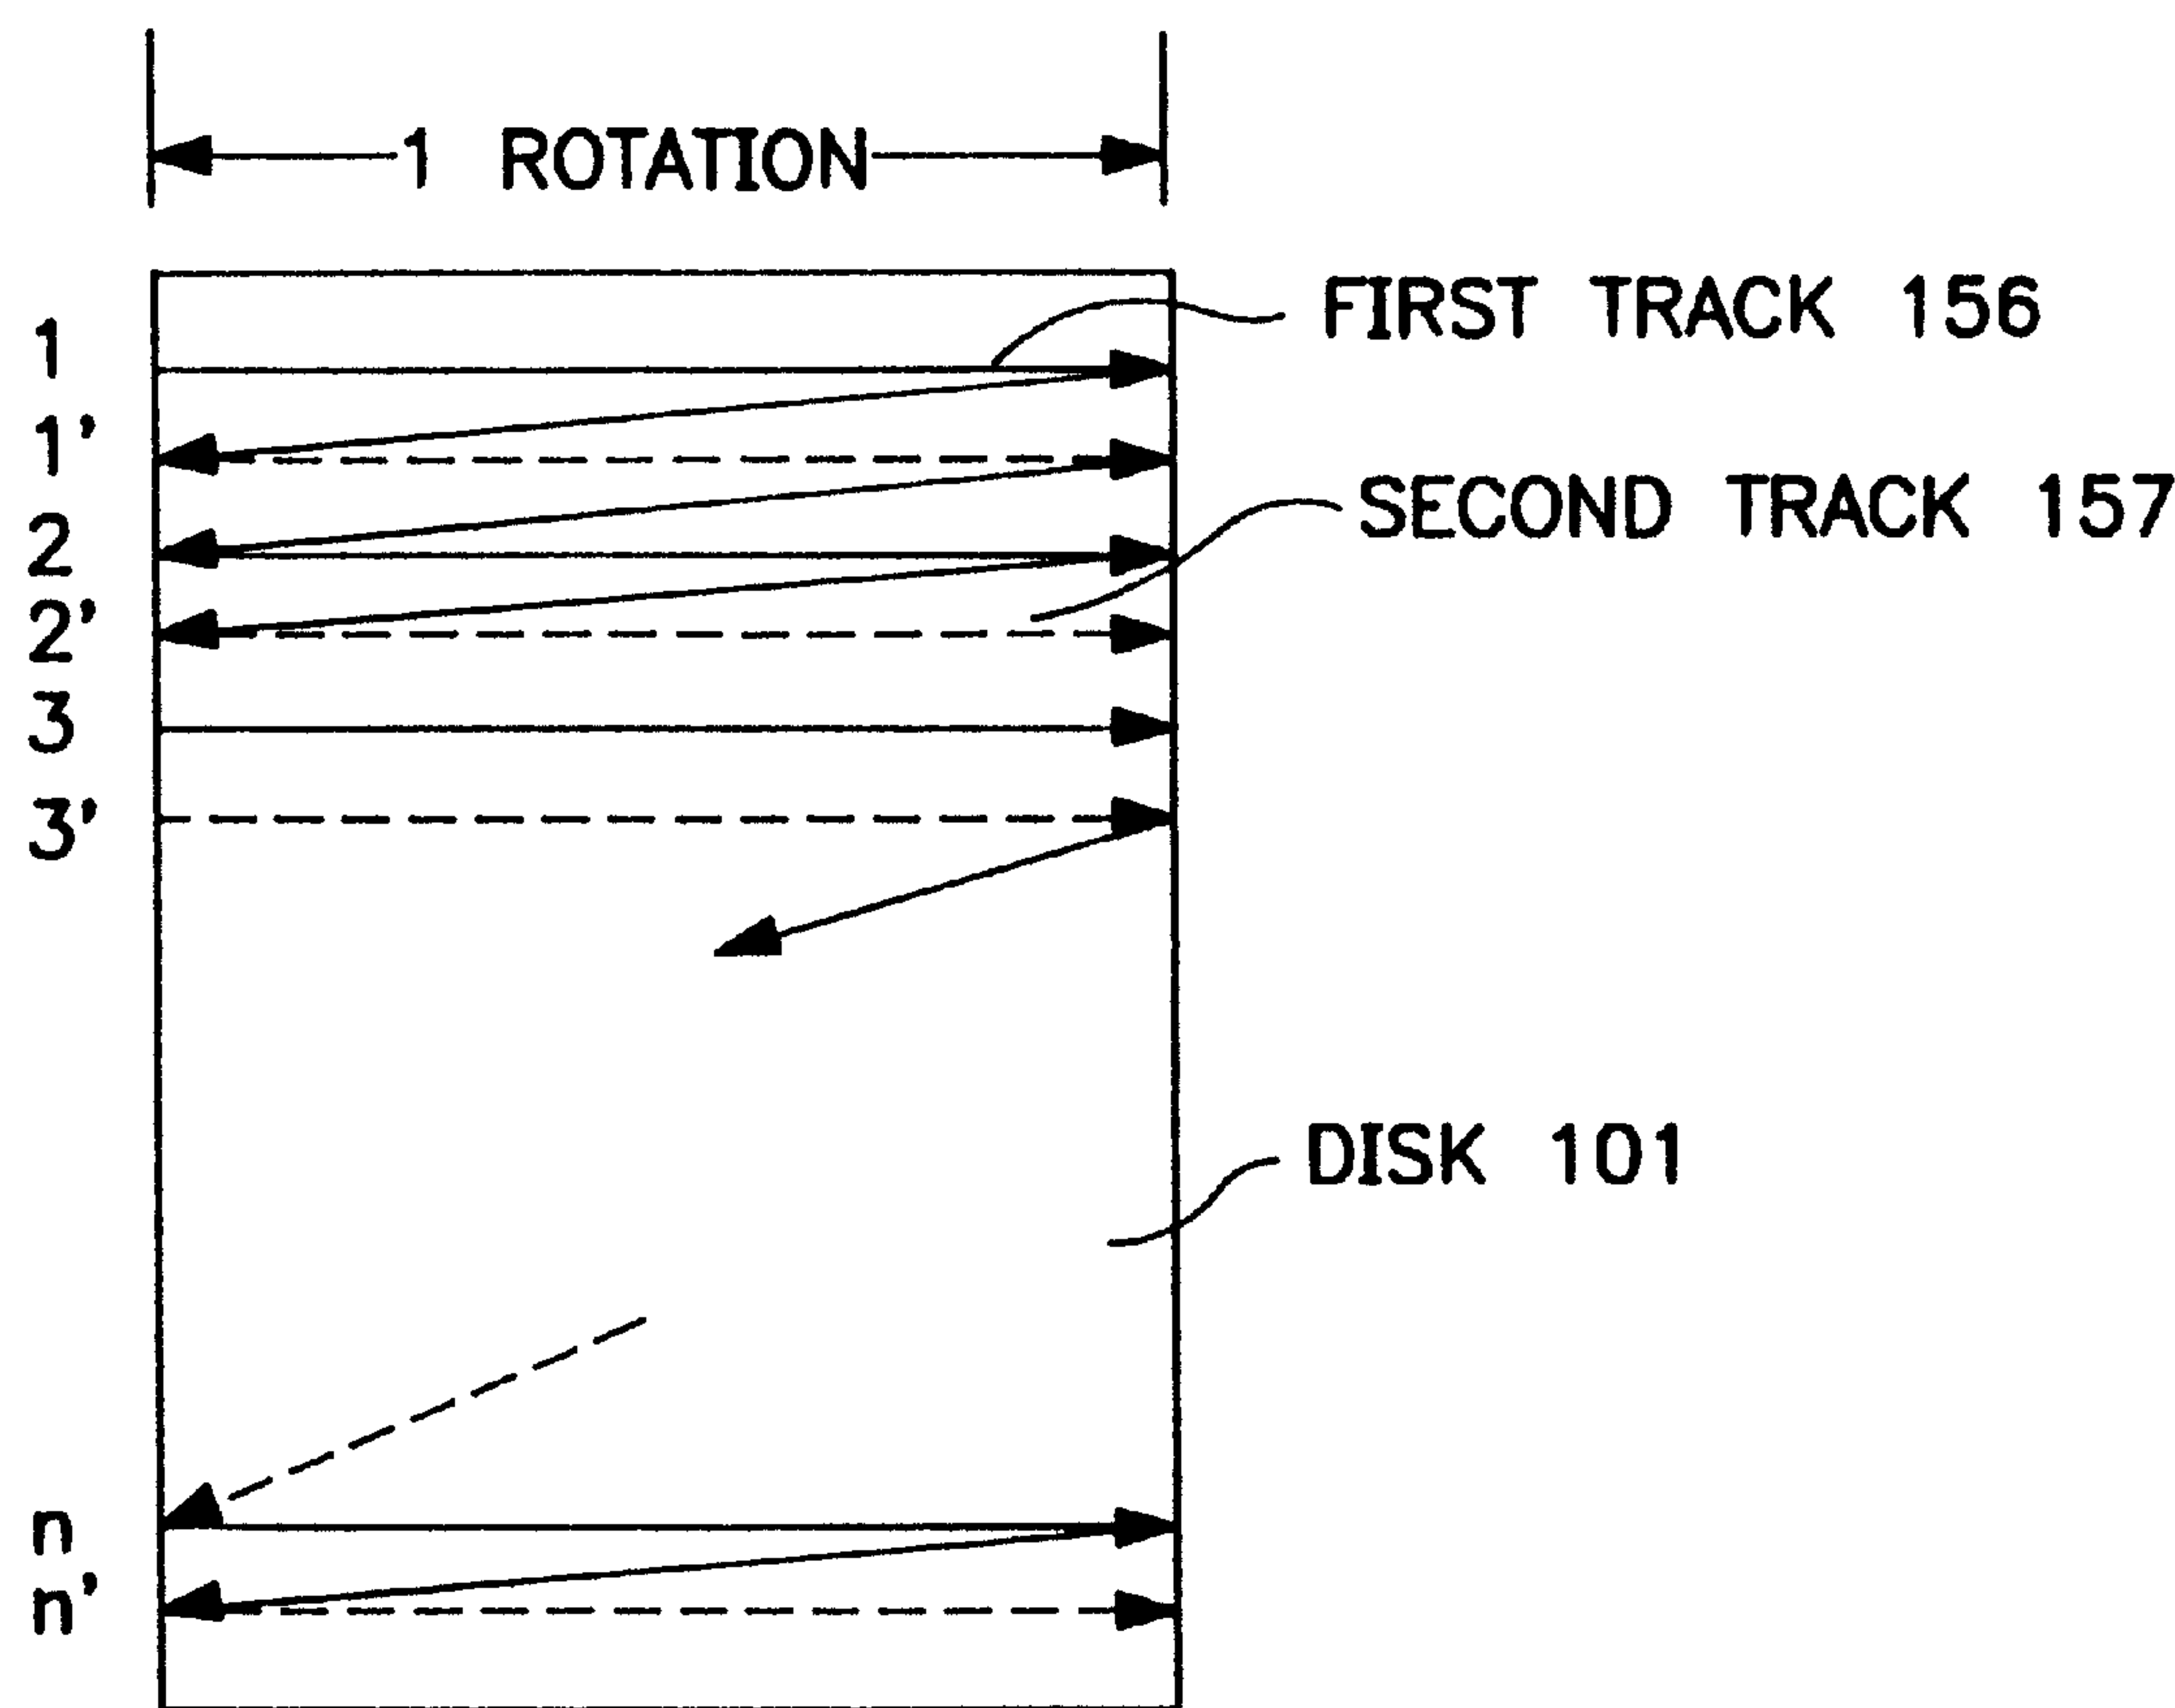 1 ROTATION
FIRST TRACK 156
1
1'
SECOND TRACK 157
2
2'
3
3'
DISK 101
n
n'